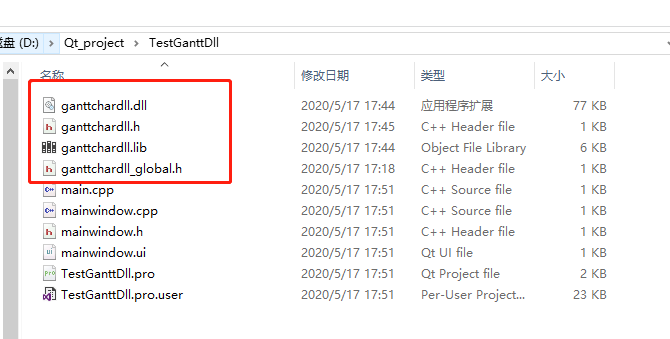 盘 (D:) > Qt_project > TestGanttDll
名称 修改日期 类型 大小
ganttchardll.dll 2020/5/17 17:44 应用程序扩展 77 KB
ganttchardll.h 2020/5/17 17:45 C++ Header file 1 KB
ganttchardll.lib 2020/5/17 17:44 Object File Library 6 KB
ganttchardll_global.h 2020/5/17 17:18 C++ Header file 1 KB
main.cpp 2020/5/17 17:51 C++ Source file 1 KB
mainwindow.cpp 2020/5/17 17:51 C++ Source file 1 KB
mainwindow.h 2020/5/17 17:51 C++ Header file 1 KB
mainwindow.ui 2020/5/17 17:51 Qt UI file 1 KB
TestGanttDll.pro 2020/5/17 17:51 Qt Project file 2 KB
TestGanttDll.pro.user 2020/5/17 17:51 Per-User Project... 23 KB